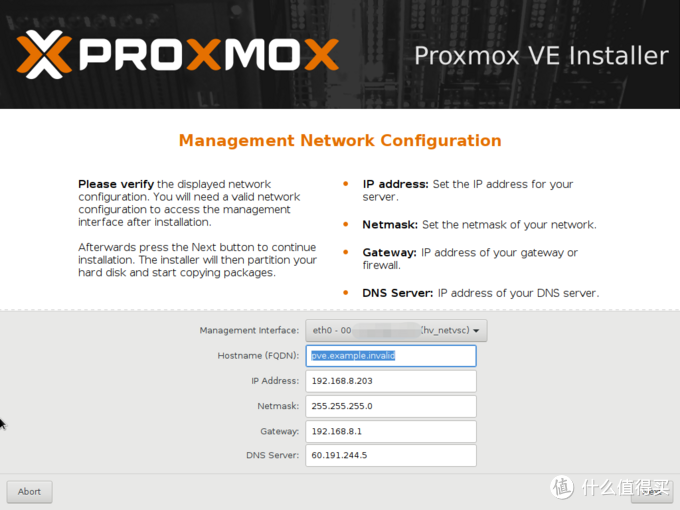 PROXMOX
Proxmox VE Installer
Management Network Configuration
Please verify the displayed network
configuration. You will need a valid network
configuration to access the management
interface after installation.
Afterwards press the Next button to continue
installation. The installer will then partition your
hard disk and start copying packages.
• IP address: Set the IP address for your
server.
• Netmask: Set the netmask of your network.
• Gateway: IP address of your gateway or
firewall.
• DNS Server: IP address of your DNS server.
Management Interface: eth0 - 00 (hv_netvsc)
Hostname (FQDN): pve.example.invalid
IP Address: 192.168.8.203
Netmask: 255.255.255.0
Gateway: 192.168.8.1
DNS Server: 60.191.244.5
Abort
值 什么值得买